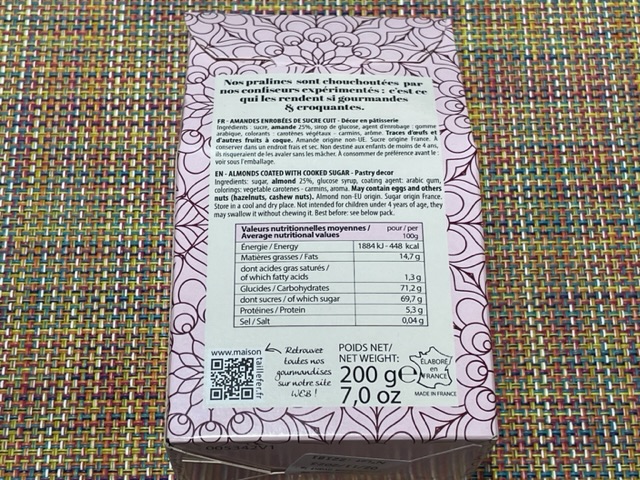 Nos pralines sont chouchoutées par
nos confiseurs expérimentés : c'est ce
qui les rendent si gourmandes
& croquantes.
FR - AMANDES ENROBÉES DE SUCRE CUIT - Décor en pâtisserie
Ingrédients : sucre, amande 25%, sirop de glucose, agent d'enrobage : gomme
arabique, colorants : carotènes végétaux - carmins, arôme. Traces d'œufs et
d'autres fruits à coque. Amande origine non-UE. Sucre origine France. À
conserver dans un endroit frais et sec. Non destiné aux enfants de moins de 4 ans,
ils risqueraient de les avaler sans les mâcher. À consommer de préférence avant le :
voir sous l'emballage.
EN - ALMONDS COATED WITH COOKED SUGAR - Pastry decor
Ingredients: sugar, almond 25%, glucose syrup, coating agent: arabic gum,
colorings: vegetable carotenes - carmins, aroma. May contain eggs and others
nuts (hazelnuts, cashew nuts). Almond non-EU origin. Sugar origin France.
Store in a cool and dry place. Not intended for children under 4 years of age, they
may swallow it without chewing it. Best before: see below pack.
Valeurs nutritionnelles moyennes / pour / per
Average nutritional values 100g
Énergie / Energy 1884 kJ - 448 kcal
Matières grasses / Fats 14,7 g
dont acides gras saturés /
of which fatty acids 1,3 g
Glucides / Carbohydrates 71,2 g
dont sucres / of which sugar 69,7 g
Protéines / Protein 5,3 g
Sel / Salt 0,04 g
www.maison
taillefer.fr
Retrouvez
toutes nos
gourmandises
sur notre site
WEB !
POIDS NET/
NET WEIGHT:
200 g e
7,0 oz
ÉLABORÉ
en
FRANCE
MADE IN FRANCE